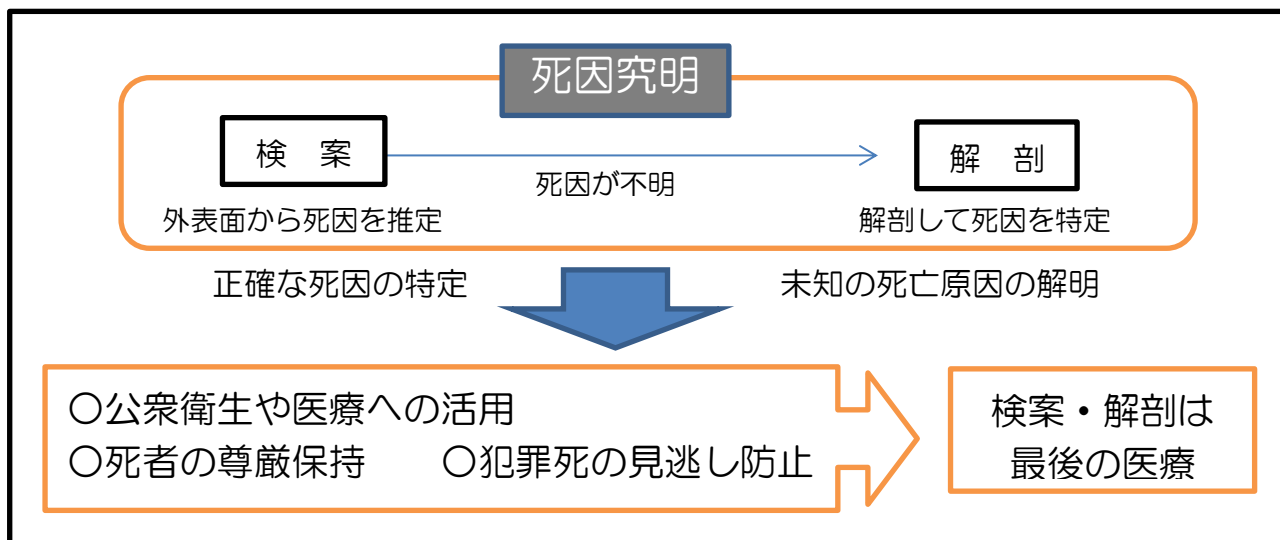 死因究明
検　案
解　剖
死因が不明
外表面から死因を推定
解剖して死因を特定
正確な死因の特定
未知の死亡原因の解明
〇公衆衛生や医療への活用
〇死者の尊厳保持　　〇犯罪死の見逃し防止
検案・解剖は
最後の医療